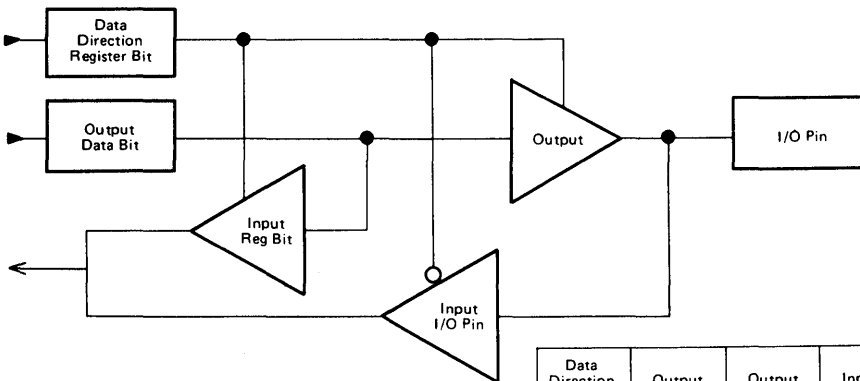 Data
Direction
Register Bit
Output
Data Bit
Output
I/O Pin
Input
Reg Bit
Input
I/O Pin
Data
Direction
Output
Output